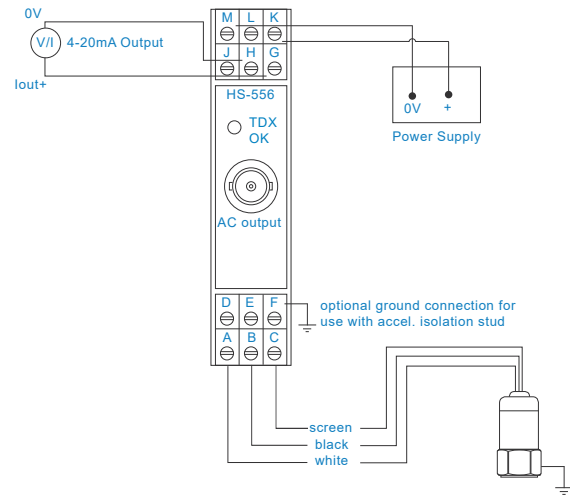 0V
V/I 4-20mA Output
Iout+
M L K
J H G
HS-556
TDX
OK
AC output
0V +
Power Supply
D E F
A B C
optional ground connection for
use with accel. isolation stud
screen
black
white